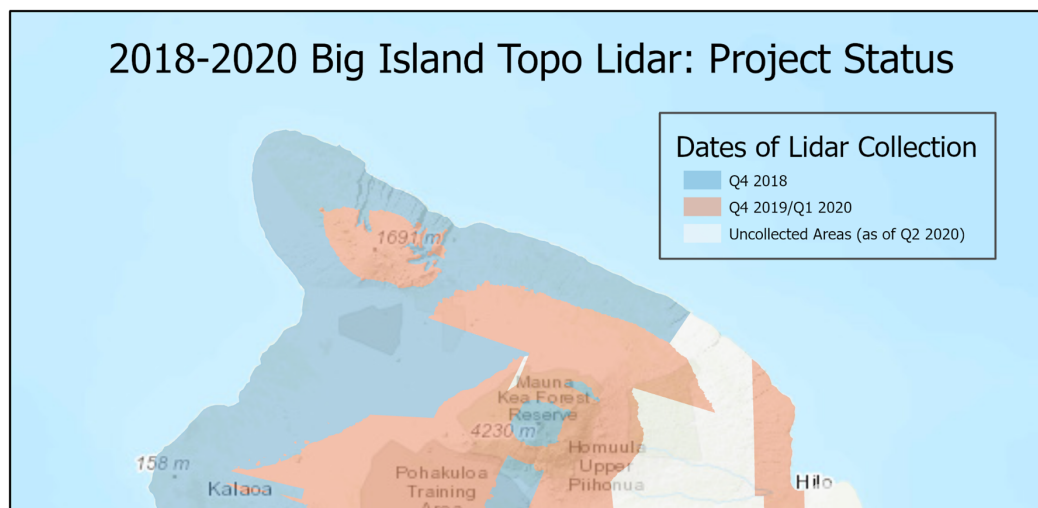 2018-2020 Big Island Topo Lidar: Project Status
Dates of Lidar Collection
Q4 2018
Q4 2019/Q1 2020
Uncollected Areas (as of Q2 2020)
1691 m
Mauna
Kea Forest
Reserve
4230 m
Homuula
Upper
Piihonua
158 m
Kalaoa
Pohakuloa
Training
Area
Hilo